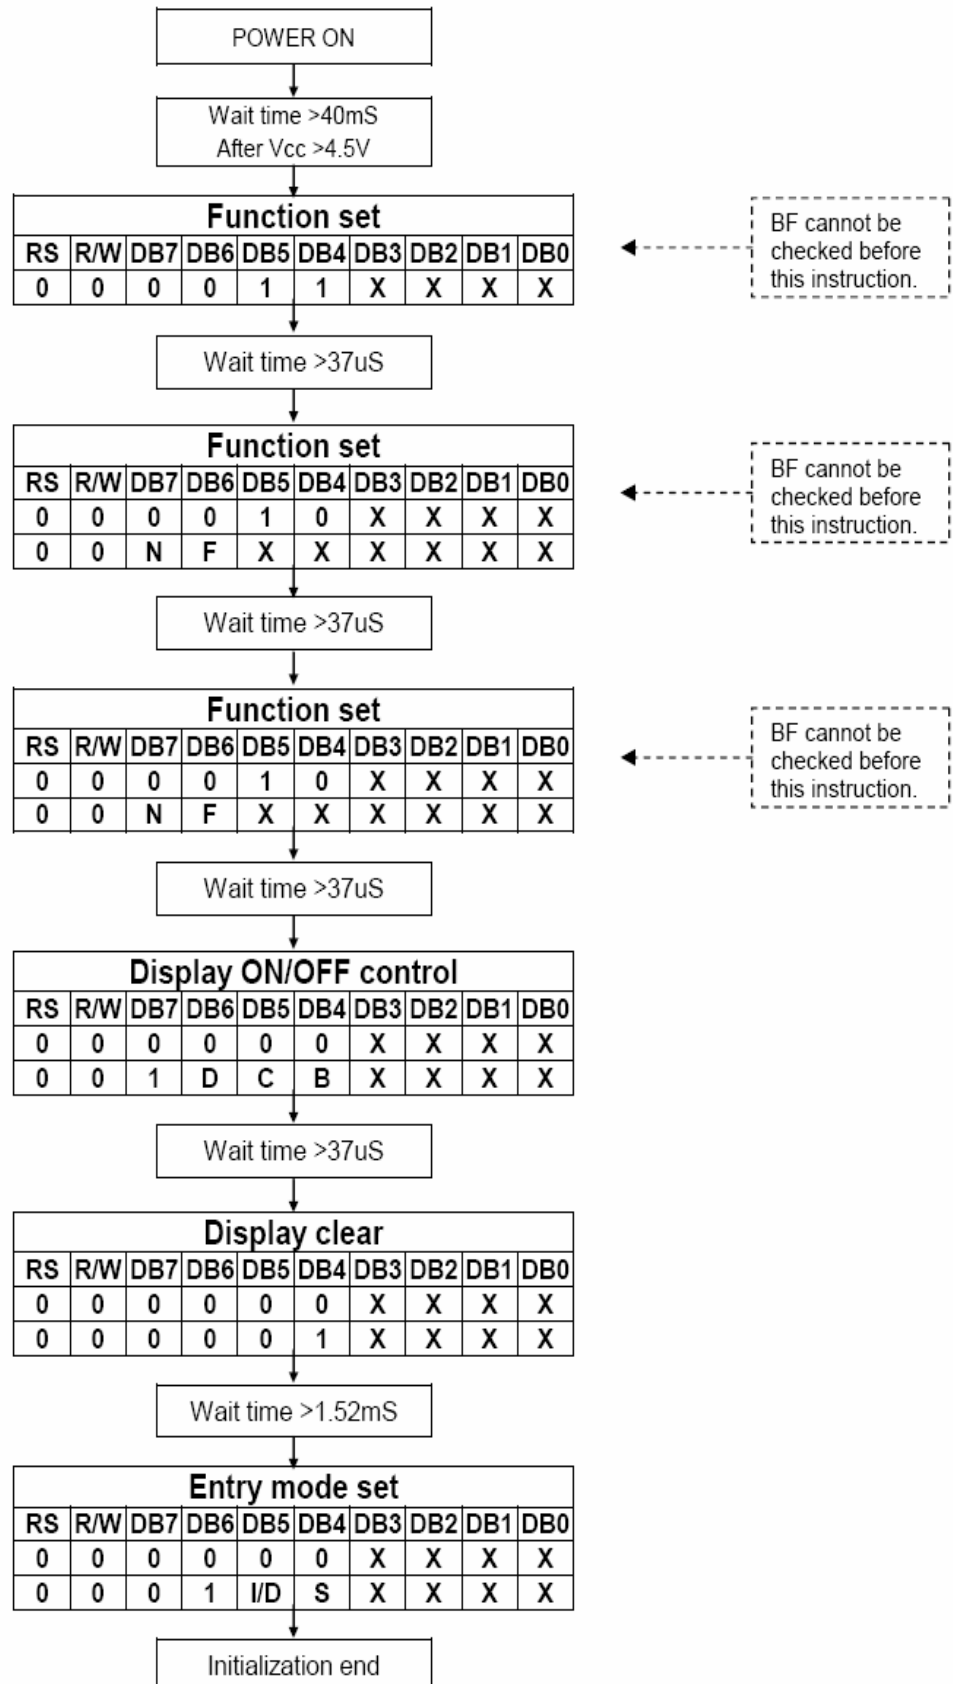 POWER ON
Wait time >40mS
After Vcc >4.5V
Function set
RS R/W DB7 DB6 DB5 DB4 DB3 DB2 DB1 DB0
0 0 0 0 1 1 X X X X
BF cannot be
checked before
this instruction.
Wait time >37uS
Function set
RS R/W DB7 DB6 DB5 DB4 DB3 DB2 DB1 DB0
0 0 0 0 1 0 X X X X
0 0 N F X X X X X X
BF cannot be
checked before
this instruction.
Wait time >37uS
Function set
RS R/W DB7 DB6 DB5 DB4 DB3 DB2 DB1 DB0
0 0 0 0 1 0 X X X X
0 0 N F X X X X X X
BF cannot be
checked before
this instruction.
Wait time >37uS
Display ON/OFF control
RS R/W DB7 DB6 DB5 DB4 DB3 DB2 DB1 DB0
0 0 0 0 0 0 X X X X
0 0 1 D C B X X X X
Wait time >37uS
Display clear
RS R/W DB7 DB6 DB5 DB4 DB3 DB2 DB1 DB0
0 0 0 0 0 0 X X X X
0 0 0 0 0 1 X X X X
Wait time >1.52mS
Entry mode set
RS R/W DB7 DB6 DB5 DB4 DB3 DB2 DB1 DB0
0 0 0 0 0 0 X X X X
0 0 0 1 I/D S X X X X
Initialization end